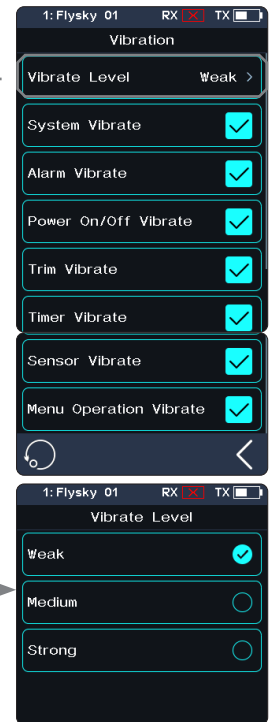 1: Flysky 01 RX TX
Vibration
Vibrate Level Weak >
System Vibrate
Alarm Vibrate
Power On/Off Vibrate
Trim Vibrate
Timer Vibrate
Sensor Vibrate
Menu Operation Vibrate
1: Flysky 01 RX TX
Vibrate Level
Weak
Medium
Strong